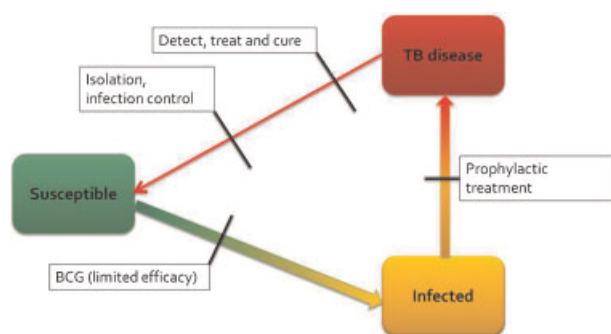 Detect, treat and cure
TB disease
Isolation,
infection control
Prophylactic
treatment
Susceptible
BCG (limited efficacy)
Infected